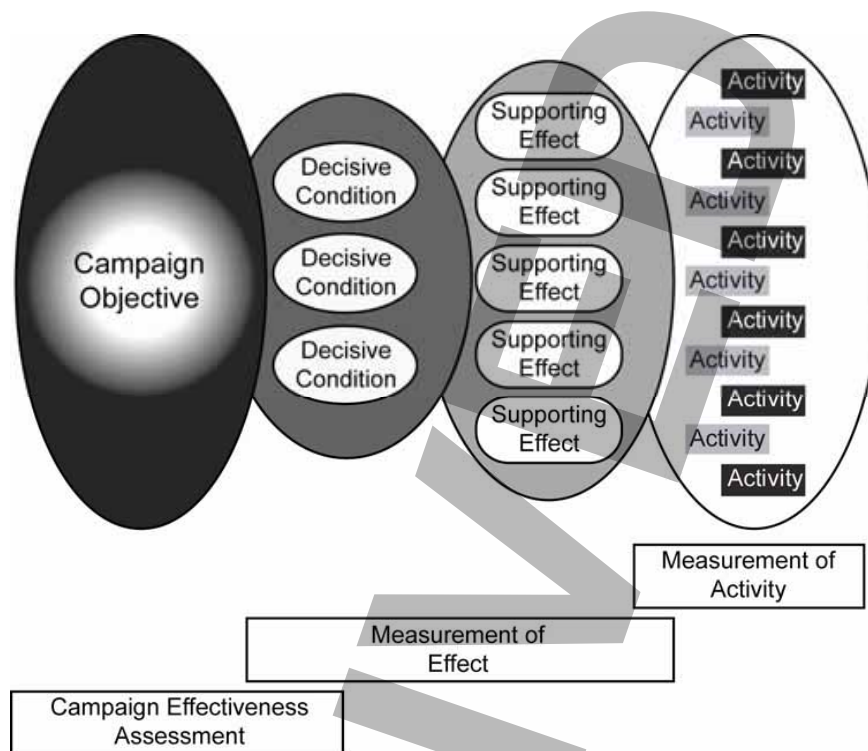 Campaign
Objective
Decisive
Condition
Decisive
Condition
Decisive
Condition
Supporting
Effect
Supporting
Effect
Supporting
Effect
Supporting
Effect
Supporting
Effect
Activity
Activity
Activity
Activity
Activity
Activity
Activity
Activity
Activity
Activity
Activity
Measurement of
Activity
Measurement of
Effect
Campaign Effectiveness
Assessment